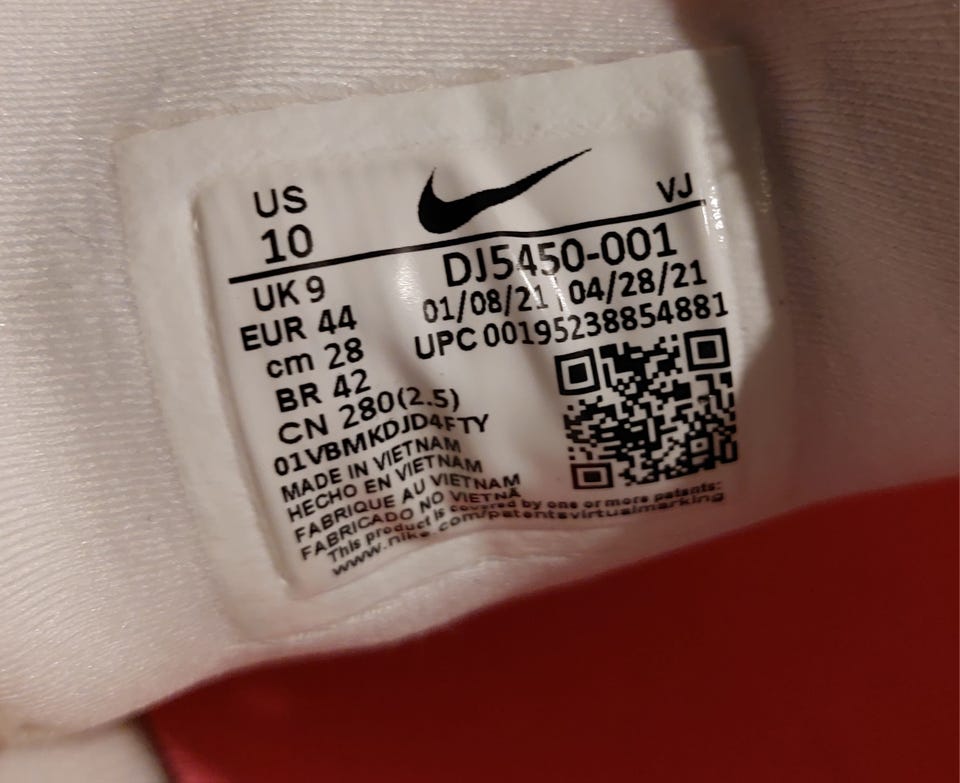 US
10
VJ
UK 9
EUR 44
cm 28
BR 42
CN 280(2.5)
DJ5450-001
01/08/21 04/28/21
UPC 00195238854881
01VBMKDJD4FTY
MADE IN VIETNAM
HECHO EN VIETNAM
FABRIQUE AU VIETNAM
FABRICADO NO VIETNÃ
This product is covered by one or more patents:
www.nike.com/patentsvirtualmarking